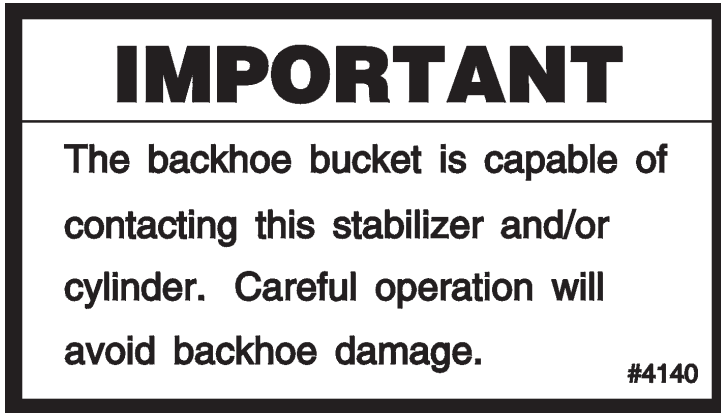 IMPORTANT
The backhoe bucket is capable of
contacting this stabilizer and/or
cylinder.  Careful operation will
avoid backhoe damage.
#4140